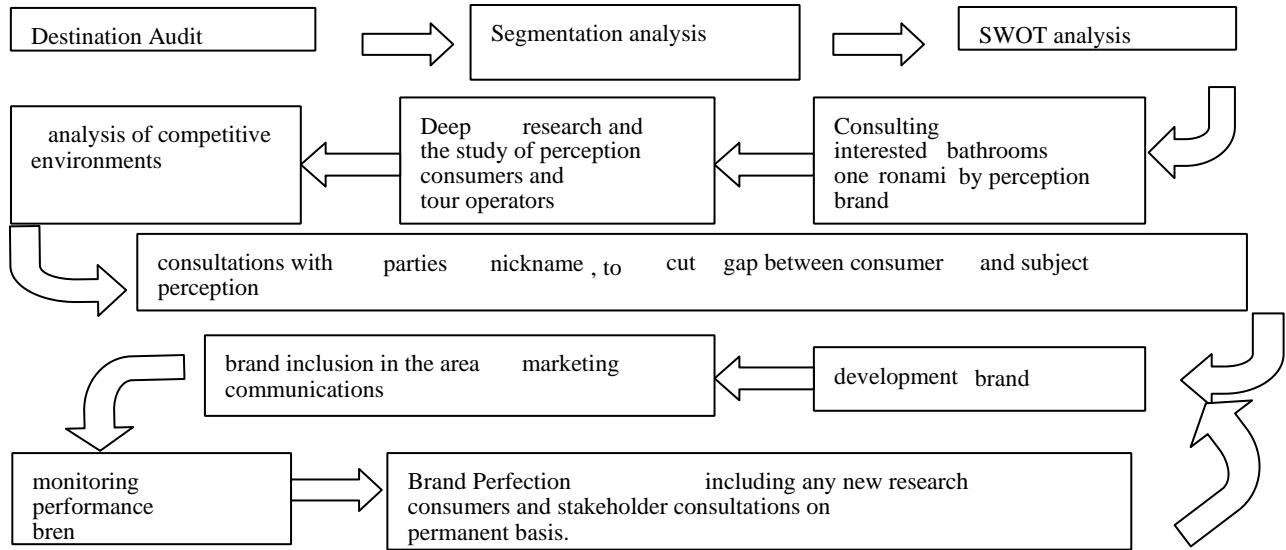 Destination Audit
Segmentation analysis
SWOT analysis
Consulting
interested bathrooms
one ronami by perception
brand
Deep research and
the study of perception
consumers and
tour operators
analysis of competitive
environments
consultations with parties nickname , to cut gap between consumer and subject
perception
development brand
brand inclusion in the area marketing
communications
monitoring
performance
bren
Brand Perfection including any new research
consumers and stakeholder consultations on
permanent basis.